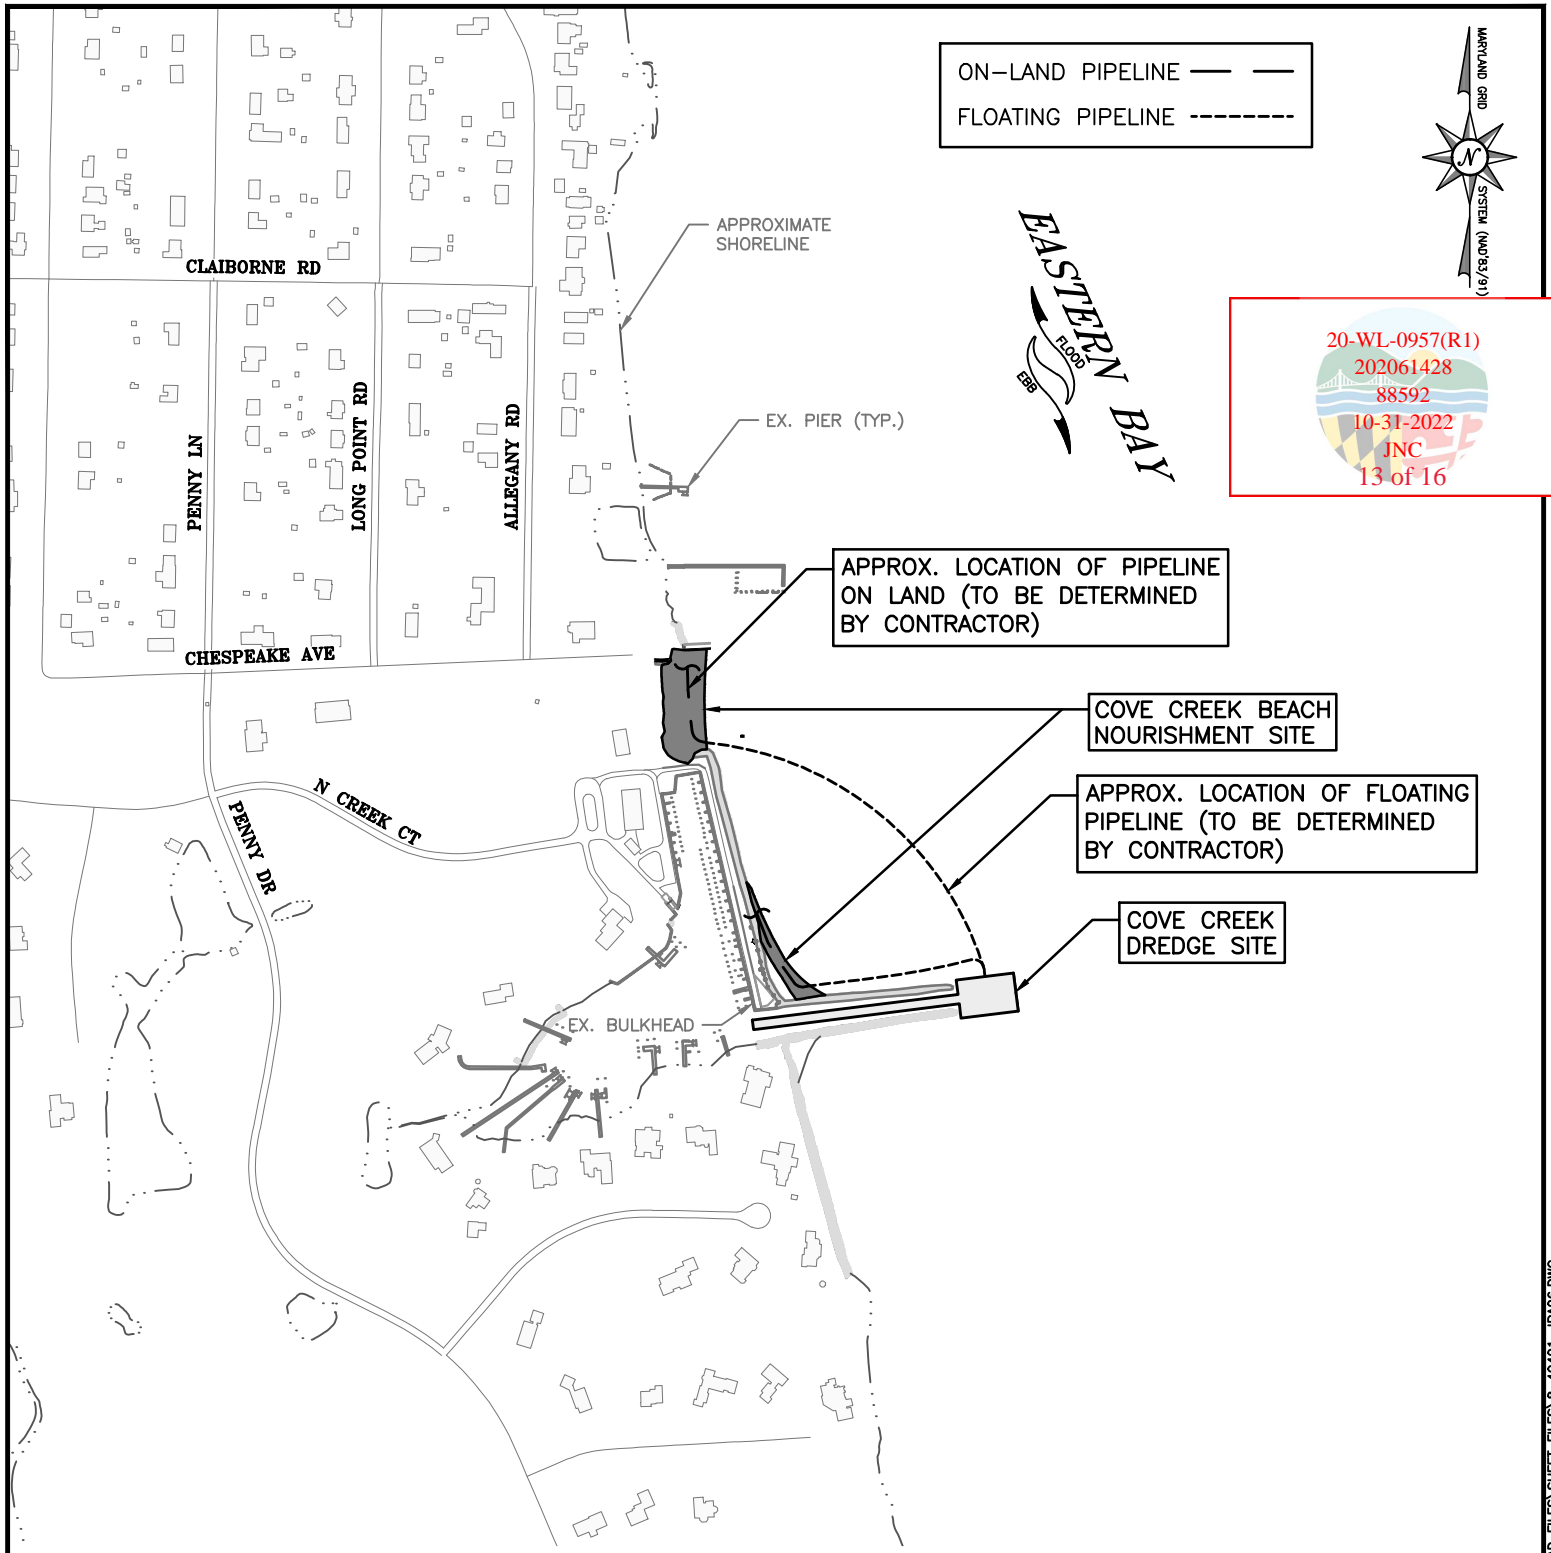 ON-LAND PIPELINE
FLOATING PIPELINE
MARYLAND GRID
N
SYSTEM (NAD'83/91)
APPROXIMATE
SHORELINE
EASTERN BAY
FLOOD
EBB
20-WL-0957(R1)
202061428
88592
10-31-2022
JNC
13 of 16
CLAIBORNE RD
PENNY LN
LONG POINT RD
ALLEGANY RD
EX. PIER (TYP.)
APPROX. LOCATION OF PIPELINE
ON LAND (TO BE DETERMINED
BY CONTRACTOR)
CHESPEAKE AVE
COVE CREEK BEACH
NOURISHMENT SITE
N CREEK CT
PENNY DR
APPROX. LOCATION OF FLOATING
PIPELINE (TO BE DETERMINED
BY CONTRACTOR)
COVE CREEK
DREDGE SITE
EX. BULKHEAD